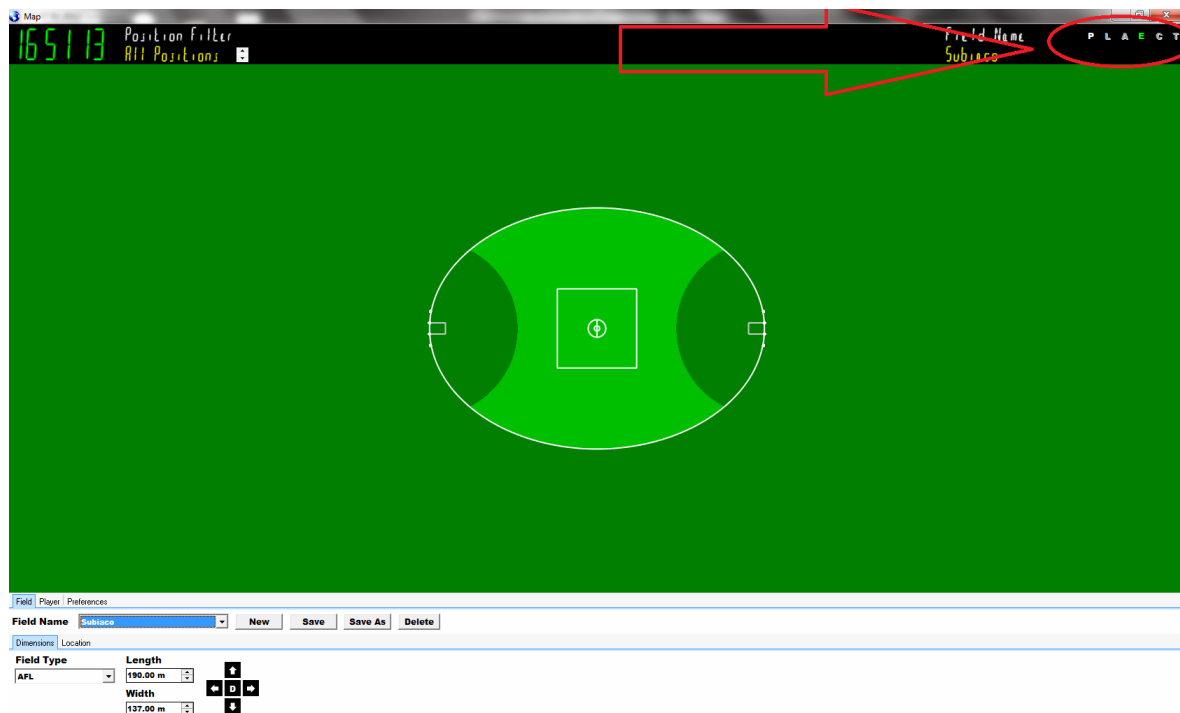 Map
165113
Position Filter
All Positions
Field Name
Subiaco
P L A E C T
Field Player Preferences
Field Name Subiaco New Save Save As Delete
Dimensions Location
Field Type Length
AFL 190.00 m
D
Width
137.00 m